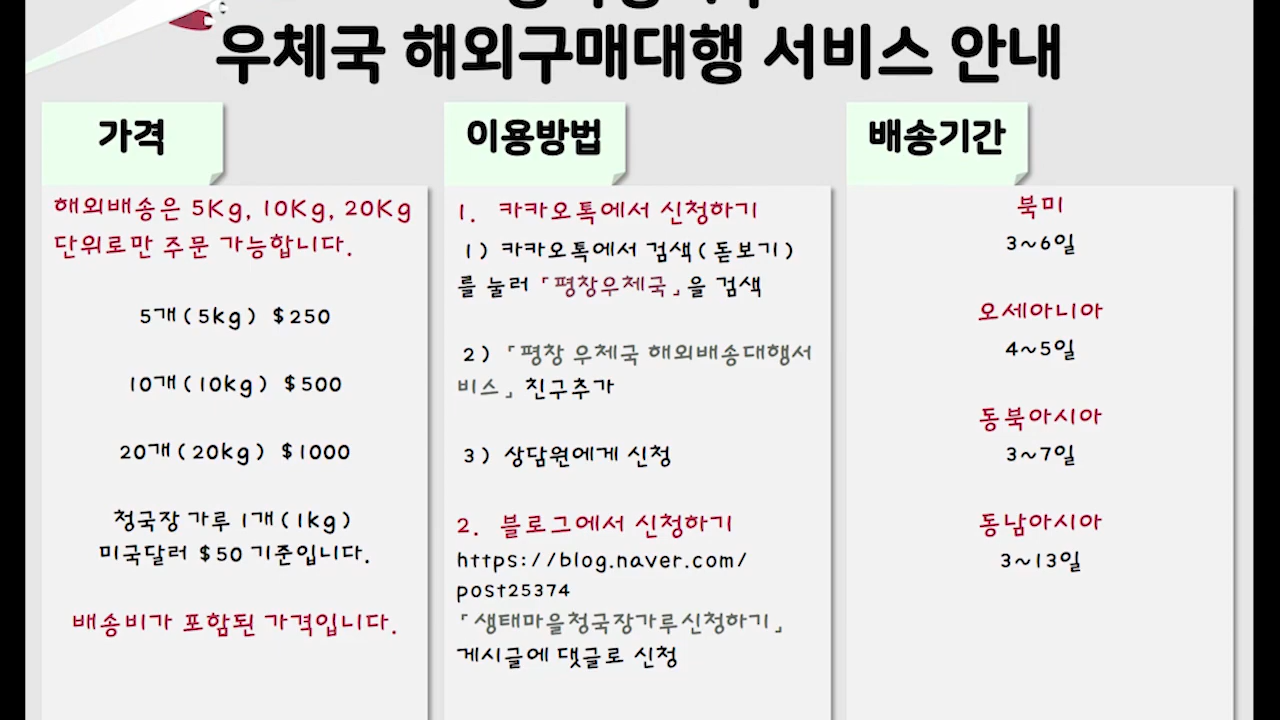 우체국 해외구매대행 서비스 안내
가격
해외배송은 5Kg, 10Kg, 20Kg
단위로만 주문 가능합니다.
5개(5kg) $250
10개(10kg) $500
20개(20kg) $1000
청국장 가루 1개(1kg)
미국달러 $50 기준입니다.
배송비가 포함된 가격입니다.
이용방법
1. 카카오톡에서 신청하기
1) 카카오톡에서 검색(돋보기)
를 눌러 「평창우체국」을 검색
2) 「평창 우체국 해외배송대행서
비스」 친구추가
3) 상담원에게 신청
2. 블로그에서 신청하기
https://blog.naver.com/
post25374
「생태마을청국장가루신청하기」
게시글에 댓글로 신청
배송기간
북미
3~6일
오세아니아
4~5일
동북아시아
3~7일
동남아시아
3~13일